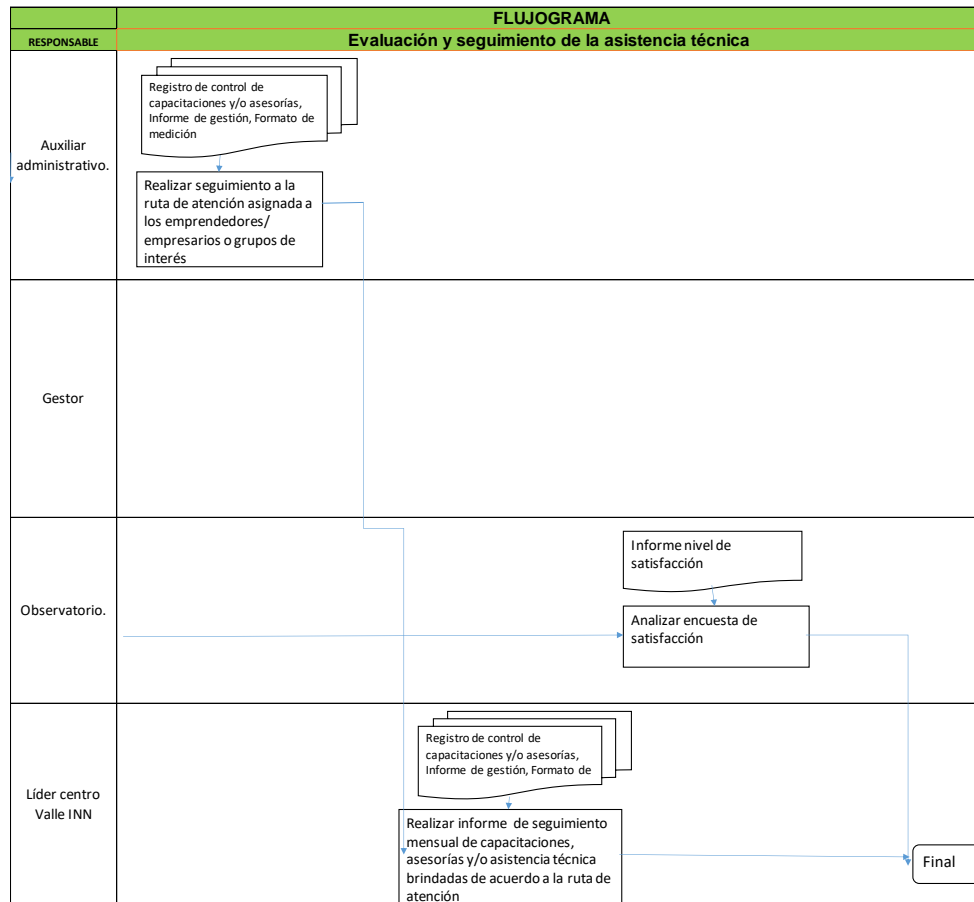 FLUJOGRAMA
RESPONSABLE
Evaluación y seguimiento de la asistencia técnica
Auxiliar
administrativo.
Registro de control de
capacitaciones y/o asesorías,
Informe de gestión, Formato de
medición
Realizar seguimiento a la
ruta de atención asignada a
los emprendedores/
empresarios o grupos de
interés
Gestor
Observatorio.
Informe nivel de
satisfacción
Analizar encuesta de
satisfacción
Líder centro
Valle INN
Registro de control de
capacitaciones y/o asesorías,
Informe de gestión, Formato de
Realizar informe de seguimiento
mensual de capacitaciones,
asesorías y/o asistencia técnica
brindadas de acuerdo a la ruta de
atención
Final